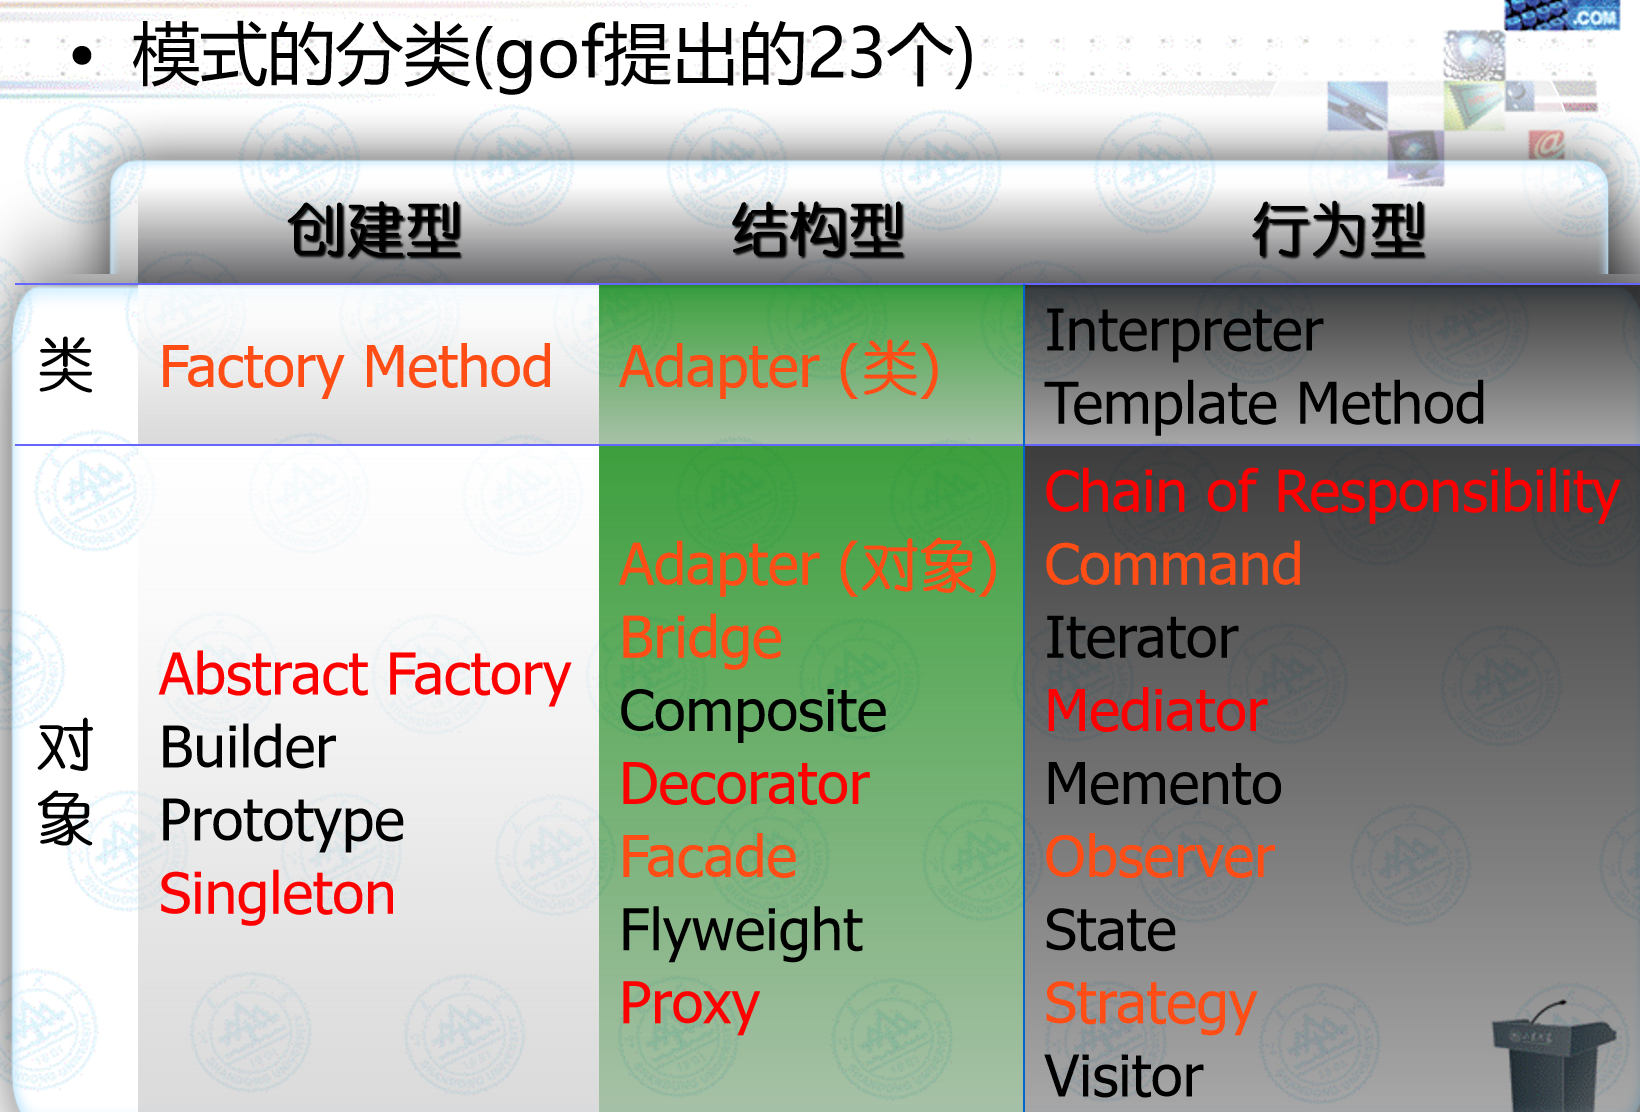 • 模式的分类(gof提出的23个)
.COM
创建型 结构型 行为型
类
Factory Method
Adapter (类)
Interpreter
Template Method
对
象
Abstract Factory
Builder
Prototype
Singleton
Adapter (对象)
Bridge
Composite
Decorator
Facade
Flyweight
Proxy
Chain of Responsibility
Command
Iterator
Mediator
Memento
Observer
State
Strategy
Visitor